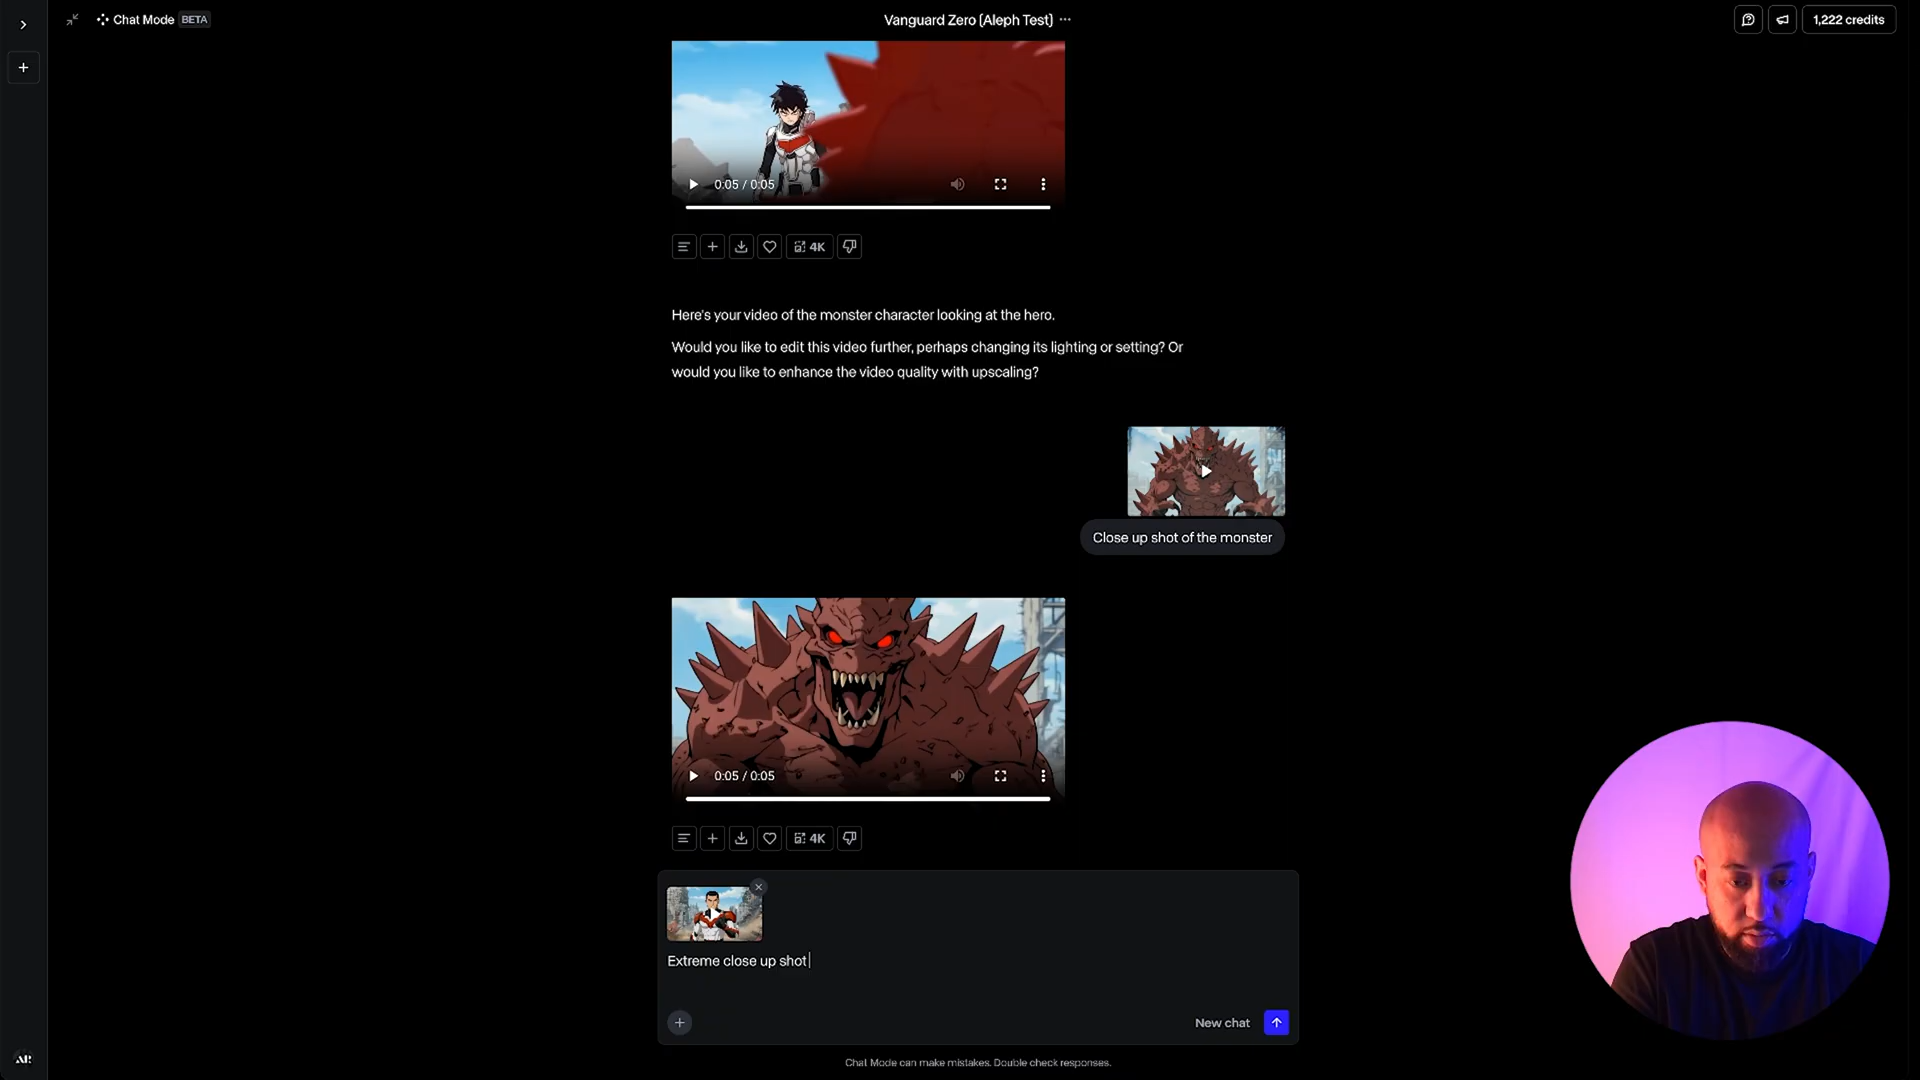 Chat Mode BETA
Vanguard Zero (Aleph Test) ···
1,222 credits
0:05 / 0:05
4K
Here's your video of the monster character looking at the hero.
Would you like to edit this video further, perhaps changing its lighting or setting? Or
would you like to enhance the video quality with upscaling?
Close up shot of the monster
0:05 / 0:05
4K
Extreme close up shot
New chat
Chat Mode can make mistakes. Double check responses.
AR